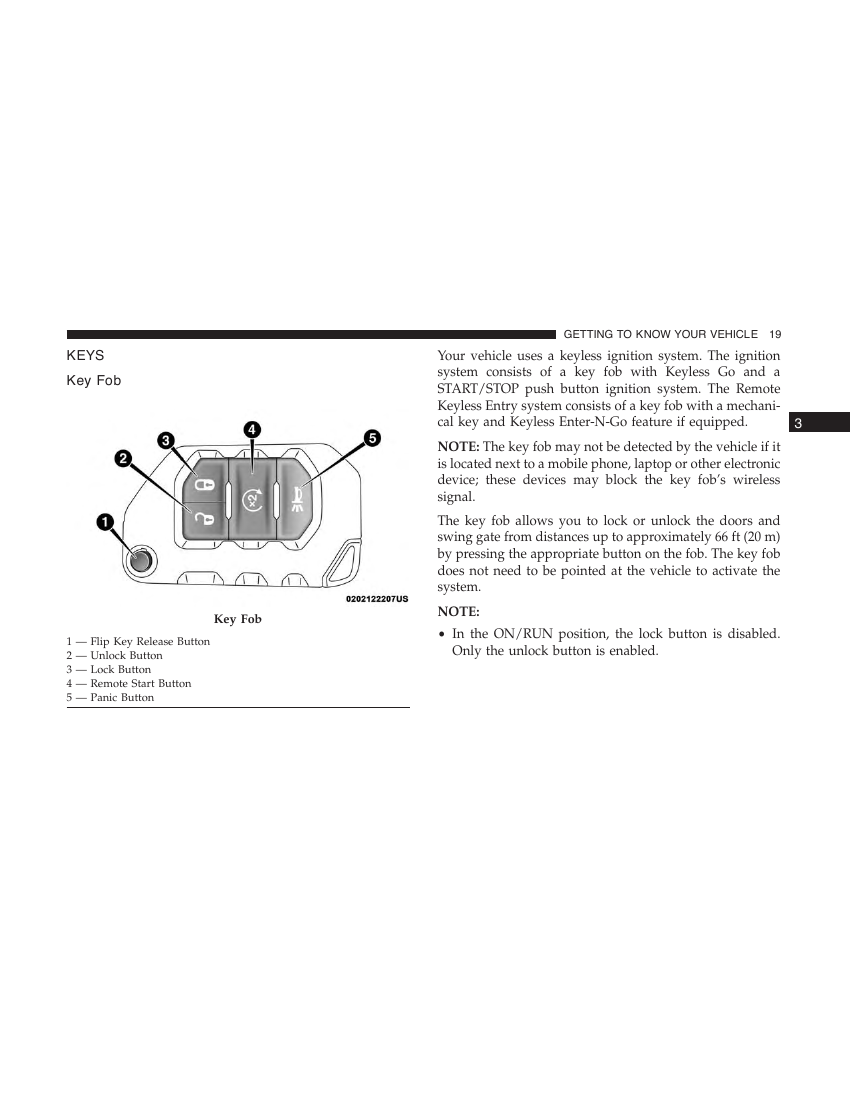 GETTING TO KNOW YOUR VEHICLE 19
KEYS
Key Fob
1
2
3
4
5
×2
0202122207US
Key Fob
1 — Flip Key Release Button
2 — Unlock Button
3 — Lock Button
4 — Remote Start Button
5 — Panic Button
Your vehicle uses a keyless ignition system. The ignition
system consists of a key fob with Keyless Go and a
START/STOP push button ignition system. The Remote
Keyless Entry system consists of a key fob with a mechani-
cal key and Keyless Enter-N-Go feature if equipped.
NOTE: The key fob may not be detected by the vehicle if it
is located next to a mobile phone, laptop or other electronic
device; these devices may block the key fob's wireless
signal.
The key fob allows you to lock or unlock the doors and
swing gate from distances up to approximately 66 ft (20 m)
by pressing the appropriate button on the fob. The key fob
does not need to be pointed at the vehicle to activate the
system.
NOTE:
• In the ON/RUN position, the lock button is disabled.
Only the unlock button is enabled.
3